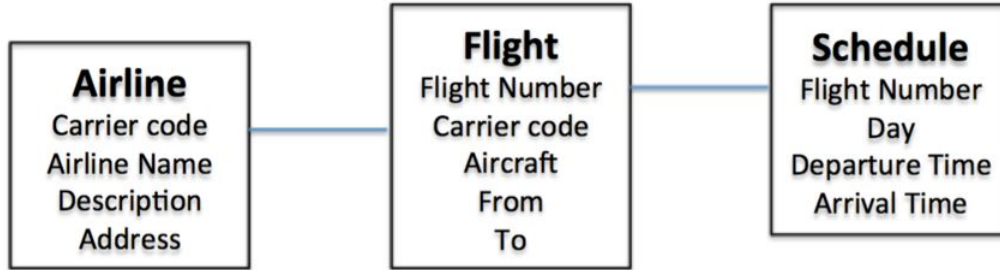 Airline
Carrier code
Airline Name
Description
Address
Flight
Flight Number
Carrier code
Aircraft
From
To
Schedule
Flight Number
Day
Departure Time
Arrival Time